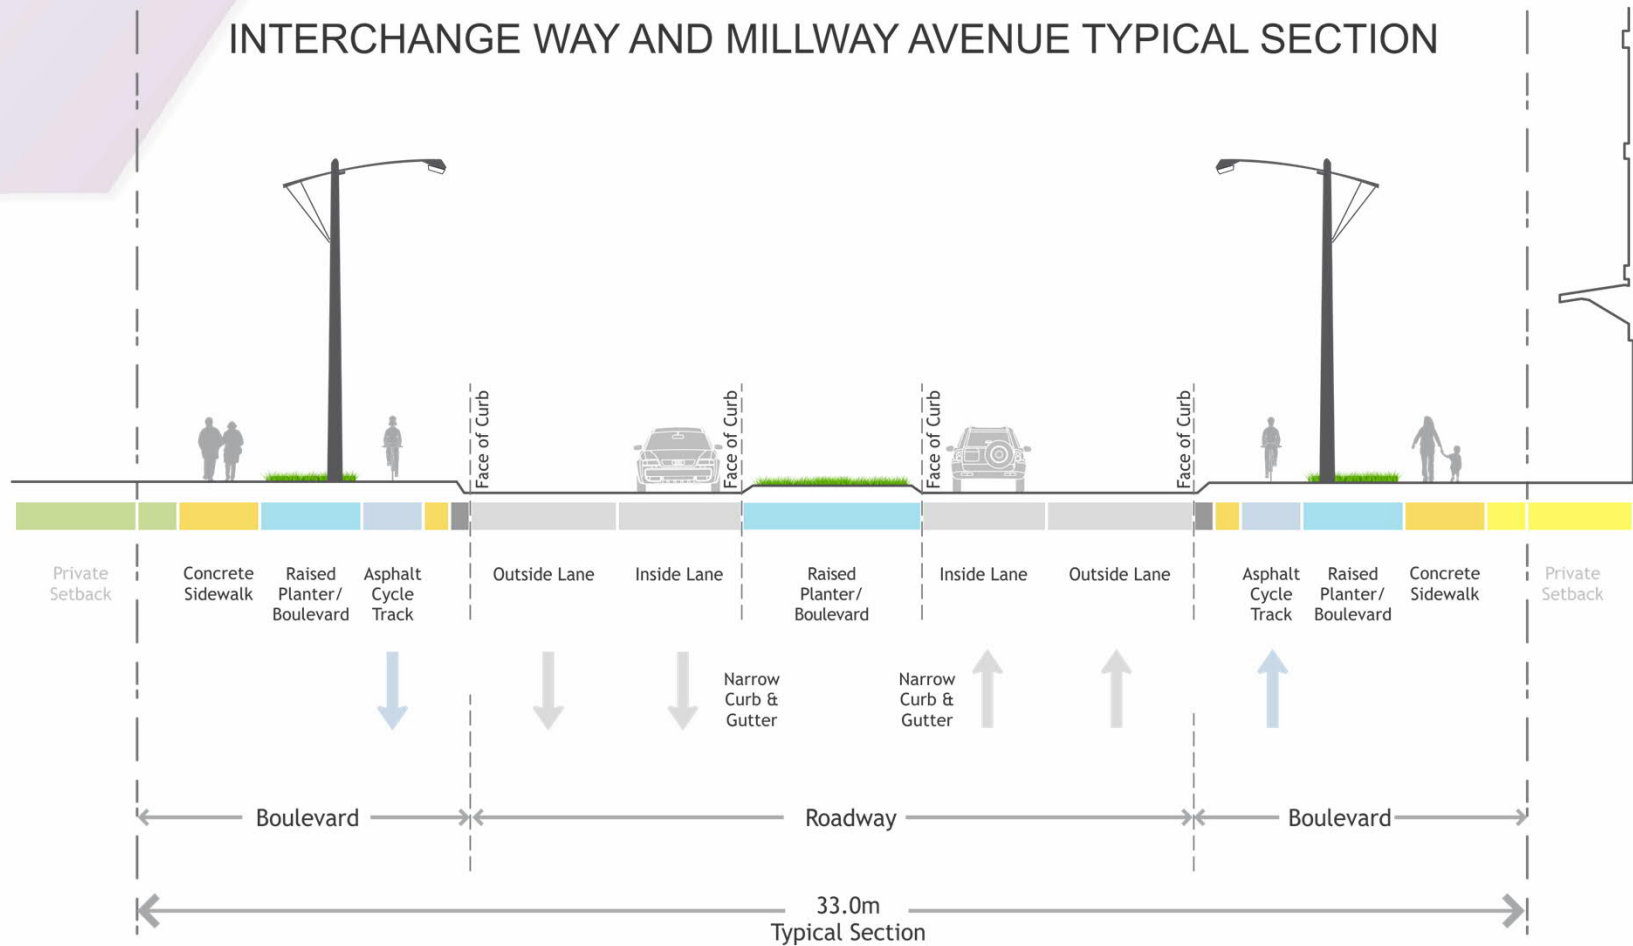 INTERCHANGE WAY AND MILLWAY AVENUE TYPICAL SECTION
Face of Curb
Face of Curb
Face of Curb
Face of Curb
Private
Setback
Concrete
Sidewalk
Raised
Planter/
Boulevard
Asphalt
Cycle
Track
Outside Lane
Inside Lane
Raised
Planter/
Boulevard
Inside Lane
Outside Lane
Asphalt
Cycle
Track
Raised
Planter/
Boulevard
Concrete
Sidewalk
Private
Setback
Narrow
Curb &
Gutter
Narrow
Curb &
Gutter
Boulevard
Roadway
Boulevard
33.0m
Typical Section